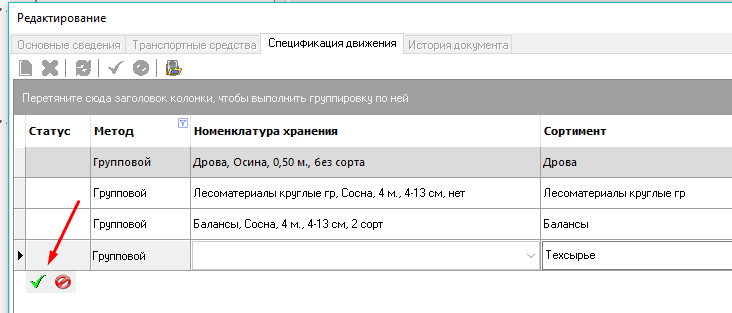 Редактирование
Основные сведения Транспортные средства Спецификация движения История документа
Перетяните сюда заголовок колонки, чтобы выполнить группировку по ней
Статус Метод Номенклатура хранения Сортимент
Групповой Дрова, Осина, 0,50 м., без сорта Дрова
Групповой Лесоматериалы круглые гр, Сосна, 4 м., 4-13 см, нет Лесоматериалы круглые гр
Групповой Балансы, Сосна, 4 м., 4-13 см, 2 сорт Балансы
Групповой Техсырье